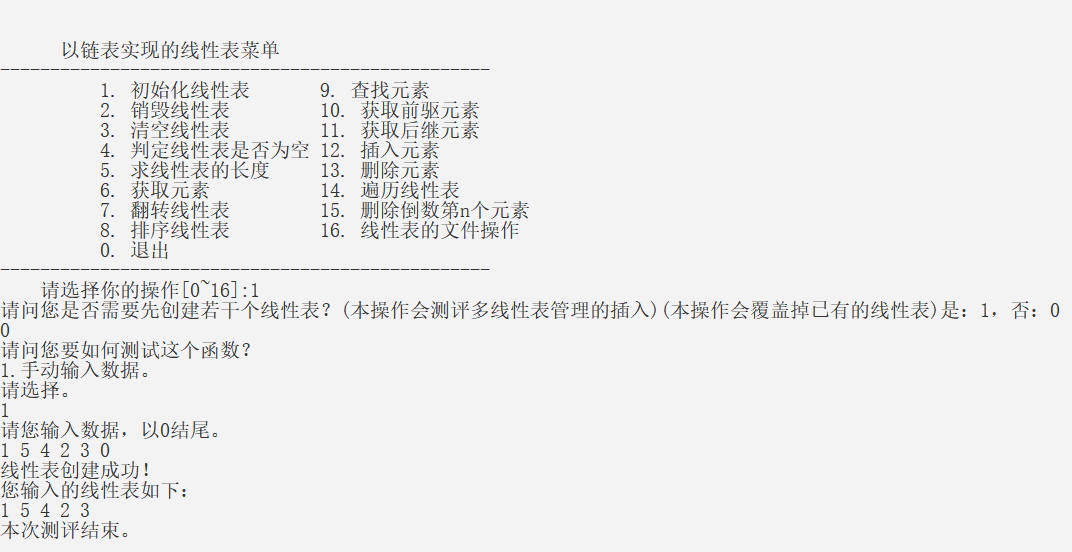 以链表实现的线性表菜单
-------------------------------------------------
1. 初始化线性表 9. 查找元素
2. 销毁线性表 10. 获取前驱元素
3. 清空线性表 11. 获取后继元素
4. 判定线性表是否为空 12. 插入元素
5. 求线性表的长度 13. 删除元素
6. 获取元素 14. 遍历线性表
7. 翻转线性表 15. 删除倒数第n个元素
8. 排序线性表 16. 线性表的文件操作
0. 退出
-------------------------------------------------
请选择你的操作[0~16]:1
请问您是否需要先创建若干个线性表？(本操作会测评多线性表管理的插入)(本操作会覆盖掉已有的线性表)是：1，否：0
0
请问您要如何测试这个函数？
1.手动输入数据。
请选择。
1
请您输入数据，以0结尾。
1 5 4 2 3 0
线性表创建成功！
您输入的线性表如下：
1 5 4 2 3
本次测评结束。